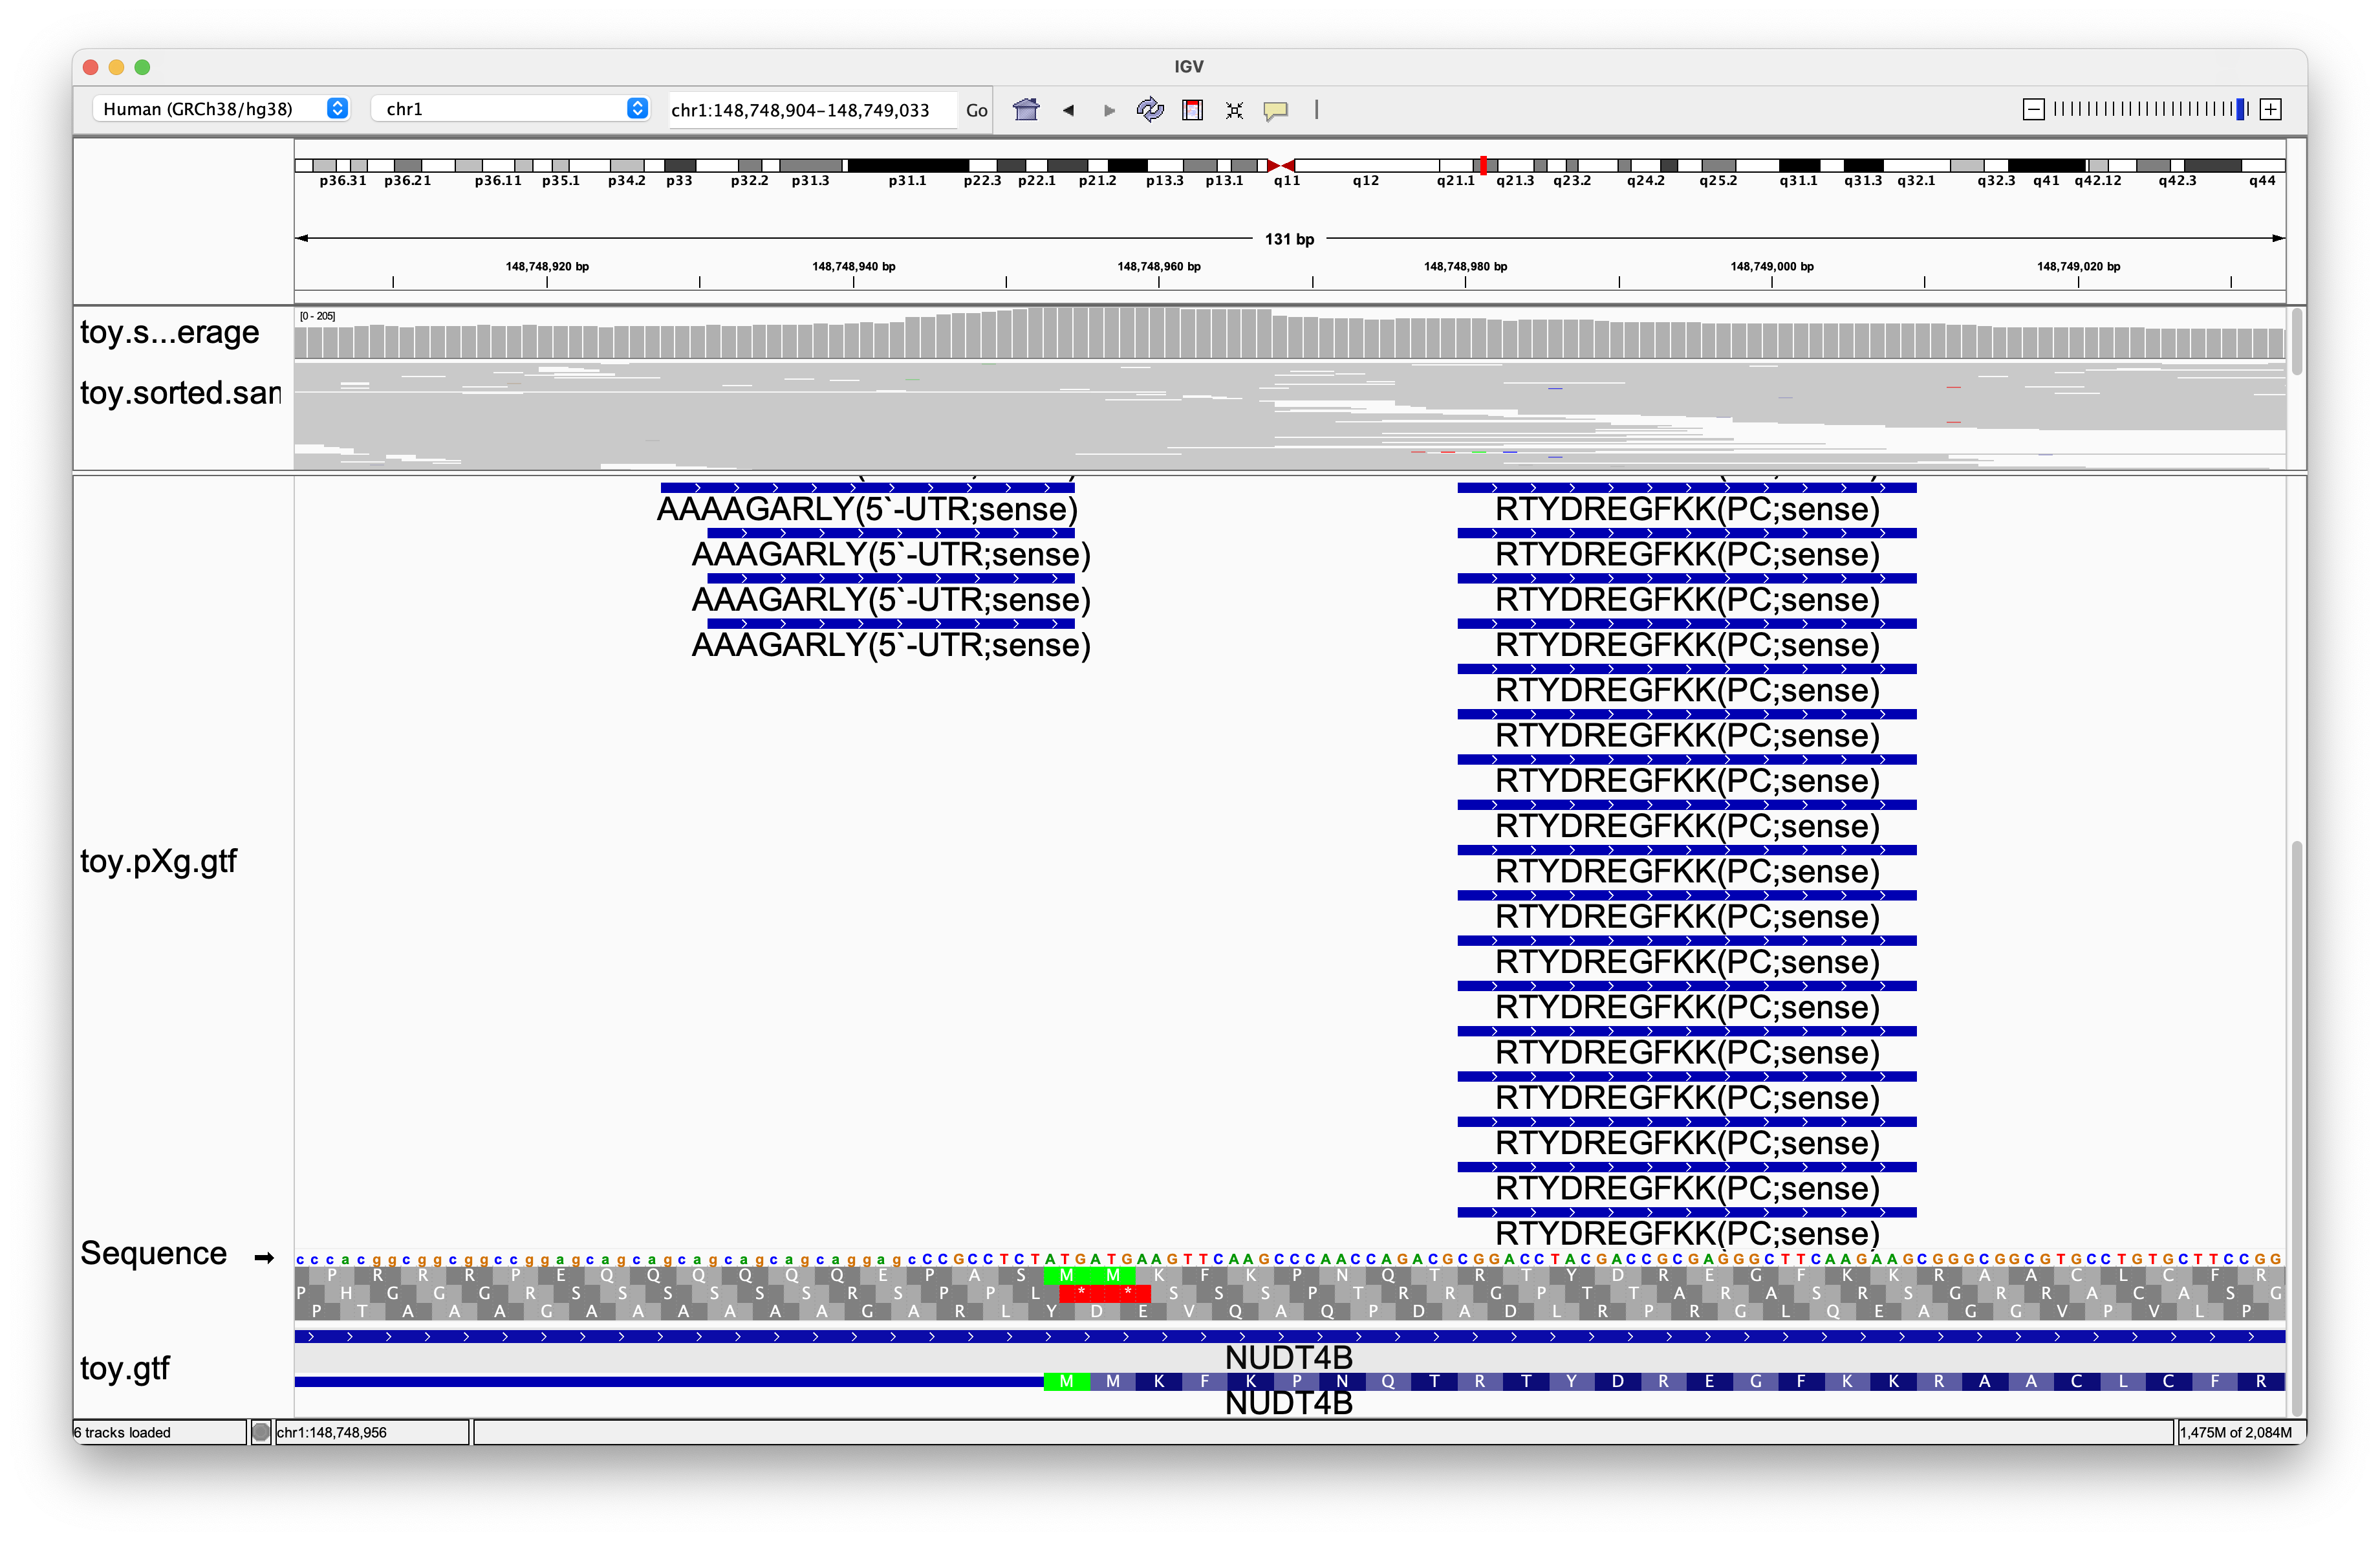 IGV
Human (GRCh38/hg38) chr1 chr1:148,748,904-148,749,033 Go
p36.31 p36.21 p36.11 p35.1 p34.2 p33 p32.2 p31.3 p31.1 p22.3 p22.1 p21.2 p13.3 p13.1 q11 q12 q21.1 q21.3 q23.2 q24.2 q25.2 q31.1 q31.3 q32.1 q32.3 q41 q42.12 q42.3 q44
131 bp
148,748,920 bp 148,748,940 bp 148,748,960 bp 148,748,980 bp 148,749,000 bp 148,749,020 bp
[0 - 205]
toy.s...erage
toy.sorted.san
AAAAGARLY(5`-UTR;sense) RTYDREGFKK(PC;sense)
AAAGARLY(5`-UTR;sense) RTYDREGFKK(PC;sense)
AAAGARLY(5`-UTR;sense) RTYDREGFKK(PC;sense)
AAAGARLY(5`-UTR;sense) RTYDREGFKK(PC;sense)
RTYDREGFKK(PC;sense)
RTYDREGFKK(PC;sense)
RTYDREGFKK(PC;sense)
RTYDREGFKK(PC;sense)
toy.pXg.gtf RTYDREGFKK(PC;sense)
RTYDREGFKK(PC;sense)
RTYDREGFKK(PC;sense)
RTYDREGFKK(PC;sense)
RTYDREGFKK(PC;sense)
RTYDREGFKK(PC;sense)
RTYDREGFKK(PC;sense)
RTYDREGFKK(PC;sense)
RTYDREGFKK(PC;sense)
Sequence cccacggcggcggccggagcagcagcagcagcagcaggagcCCGCCTCTATGATGAAGTTCAAGCCCAACCAGACGCGGACCTACGACCGCGAGGGCTTCAAGAAGCGGGCGGCGTGCCTGTGCTTCCGG
P R R R P E Q Q Q Q Q Q E P A S M M K F K P N Q T R T Y D R E G F K K R A A C L C F R
P H G G G R S S S S S S R S P P L * * S S S P T R R G P T T A R A S R S G R R A C A S G
P T A A A G A A A A A A G A R L Y D E V Q A Q P D A D L R P R G L Q E A G G V P V L P
NUDT4B
toy.gtf
M M K F K P N Q T R T Y D R E G F K K R A A C L C F R
NUDT4B
6 tracks loaded chr1:148,748,956 1,475M of 2,084M